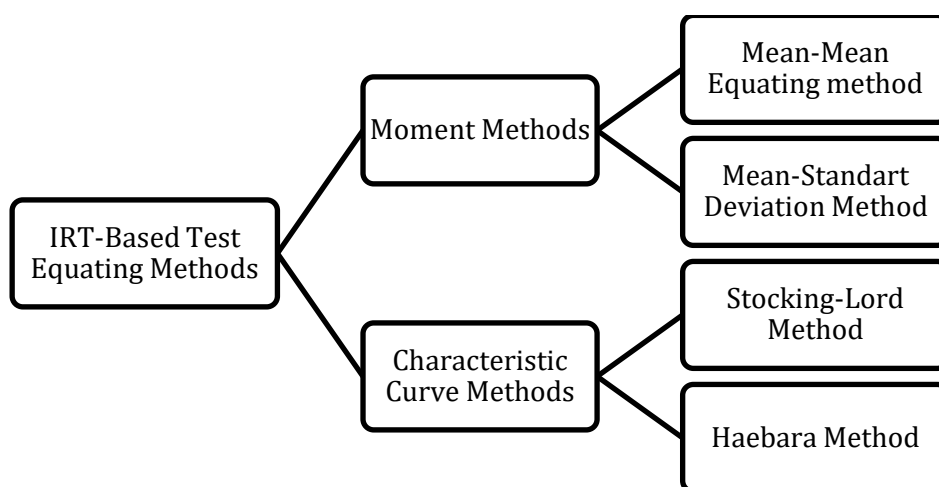 IRT-Based Test
Equating Methods
Moment Methods
Mean-Mean
Equating method
Mean-Standart
Deviation Method
Characteristic
Curve Methods
Stocking-Lord
Method
Haebara Method